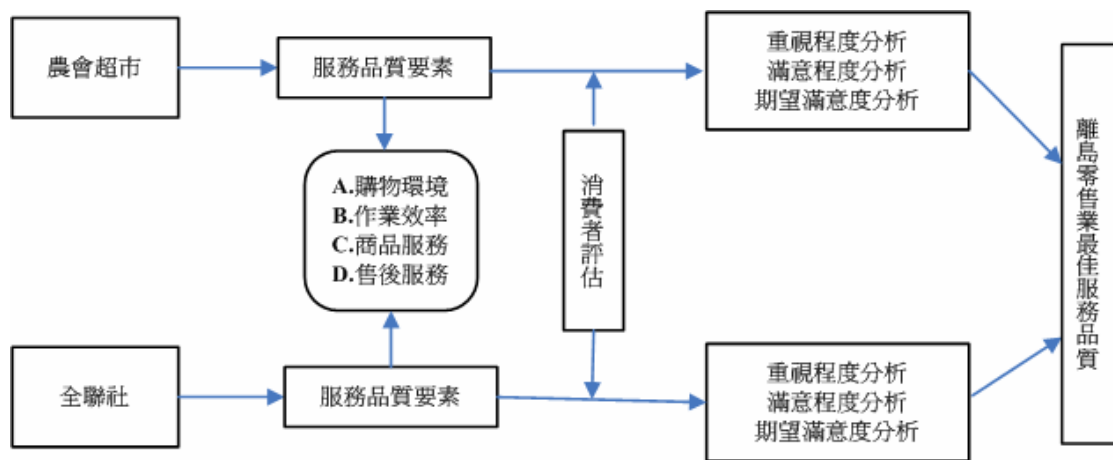 農會超市
服務品質要素
重視程度分析
滿意程度分析
期望滿意度分析
A.購物環境
B.作業效率
C.商品服務
D.售後服務
消費者評估
離島零售業最佳服務品質
全聯社
服務品質要素
重視程度分析
滿意程度分析
期望滿意度分析